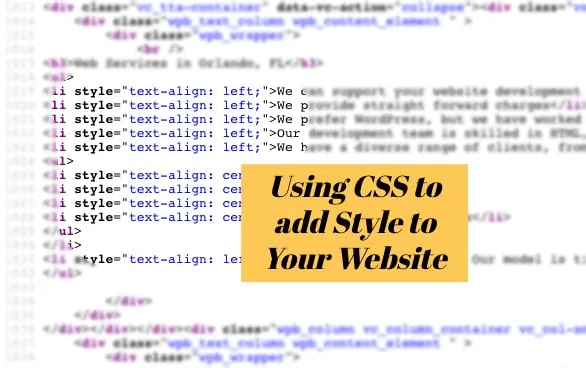 <div class="vc_tta-container" data-vc-action="collapse"><div class="v
<div class="wpb_text_column wpb_content_element " >
<div class="wpb_wrapper">
<br />
<h3>Web Services in Orlando, FL</h3>
<ul>
<li style="text-align: left;">We can support your website development
<li style="text-align: left;">We provide straight forward charges</li
<li style="text-align: left;">We prefer WordPress, but we have worked
<li style="text-align: left;">Our development team is skilled in HTML,
<li style="text-align: left;">We have a diverse range of clients, from
<ul>
<li style="text-align: cen
<li style="text-align: cen
<li style="text-align: cen
<li style="text-align: cen </li>
</ul>
</li>
<li style="text-align: lef Our model is ti
</ul>
</div>
</div>
</div></div></div><div class="wpb_column vc_column_container vc_col-s
<div class="wpb_text_column wpb_content_element " >
<div class="wpb_wrapper">
Using CSS to
add Style to
Your Website